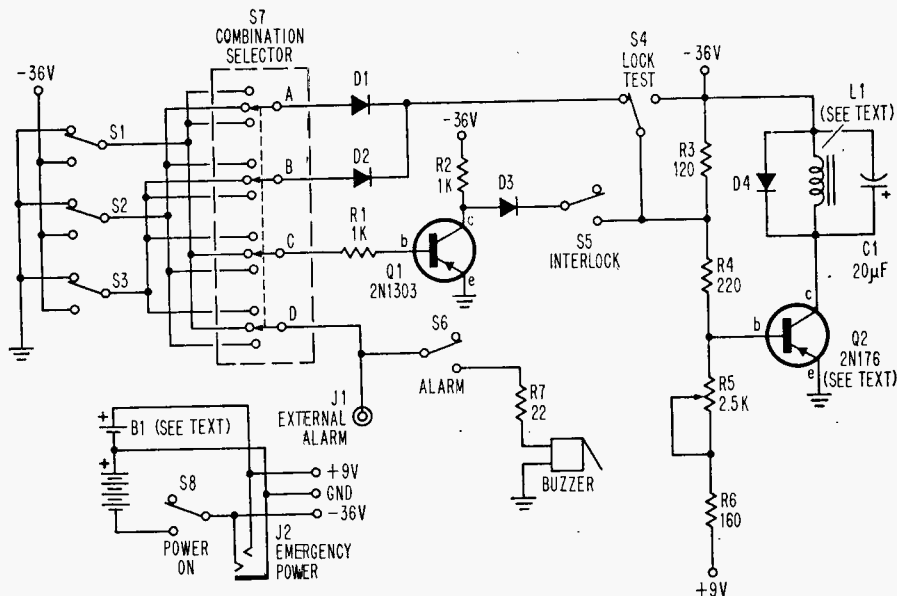 S7
COMBINATION
SELECTOR
-36V
S1
S2
S3
A
B
C
D
D1
D2
R1
1K
-36V
R2
1K
D3
b
c
e
Q1
2N1303
S5
INTERLOCK
S4
LOCK
TEST
-36V
L1
(SEE TEXT)
R3
120
D4
C1
20µF
+
R4
220
b
c
e
Q2
2N176
(SEE TEXT)
R5
2.5K
R6
160
+9V
S6
ALARM
J1
EXTERNAL
ALARM
R7
22
BUZZER
+
B1 (SEE TEXT)
+
S8
POWER
ON
+9V
GND
-36V
J2
EMERGENCY
POWER